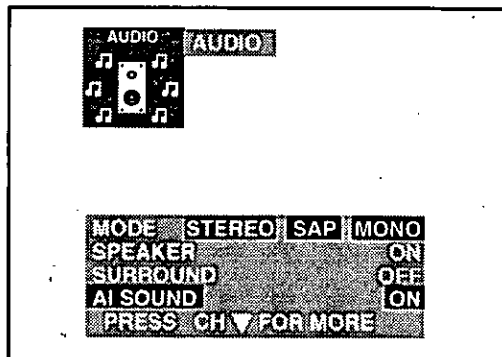 AUDIO AUDIO
MODE STEREO SAP MONO
SPEAKER ON
SURROUND OFF
AI SOUND ON
PRESS CH ▼ FOR MORE